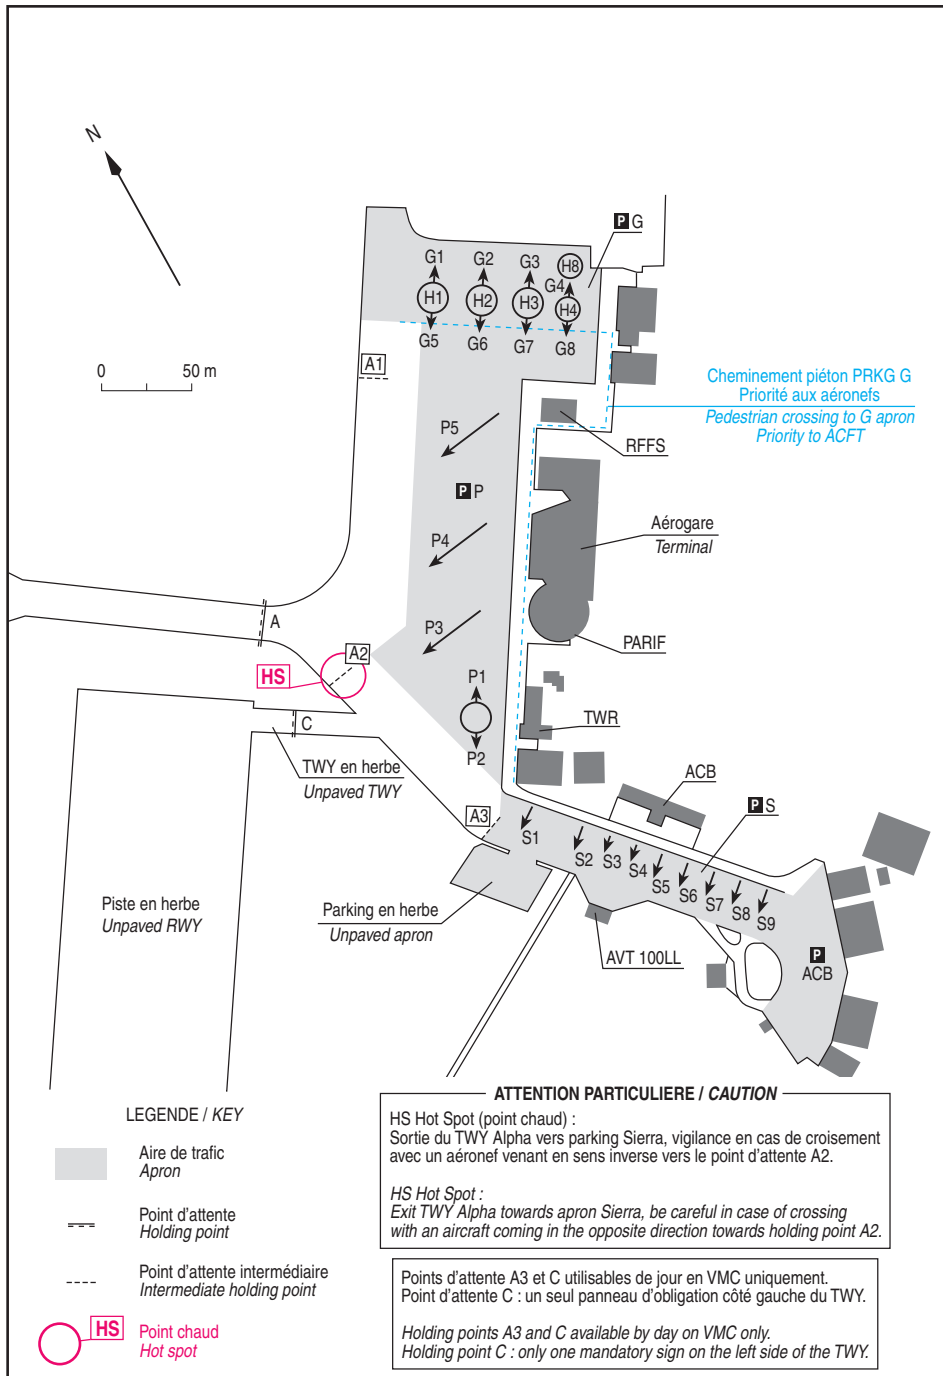 N
P G
G1 G2 G3 H8
G4
H1 H2 H3 H4
G5 G6 G7 G8
A1
0 50 m
Cheminement piéton PRKG G
Priorité aux aéronefs
Pedestrian crossing to G apron
Priority to ACFT
P5
RFFS
P P
Aérogare
Terminal
P4
A
P3
PARIF
A2
HS
P1
C
TWR
P2
TWY en herbe
Unpaved TWY
ACB
P S
A3
S1
S2
S3
S4
S5
S6
S7
S8
S9
Piste en herbe
Unpaved RWY
Parking en herbe
Unpaved apron
AVT 100LL
P
ACB
LEGENDE / KEY
Aire de trafic
Apron
Point d'attente
Holding point
Point d'attente intermédiaire
Intermediate holding point
HS
Point chaud
Hot spot
ATTENTION PARTICULIERE / CAUTION
HS Hot Spot (point chaud) :
Sortie du TWY Alpha vers parking Sierra, vigilance en cas de croisement
avec un aéronef venant en sens inverse vers le point d'attente A2.
HS Hot Spot :
Exit TWY Alpha towards apron Sierra, be careful in case of crossing
with an aircraft coming in the opposite direction towards holding point A2.
Points d'attente A3 et C utilisables de jour en VMC uniquement.
Point d'attente C : un seul panneau d'obligation côté gauche du TWY.
Holding points A3 and C available by day on VMC only.
Holding point C : only one mandatory sign on the left side of the TWY.